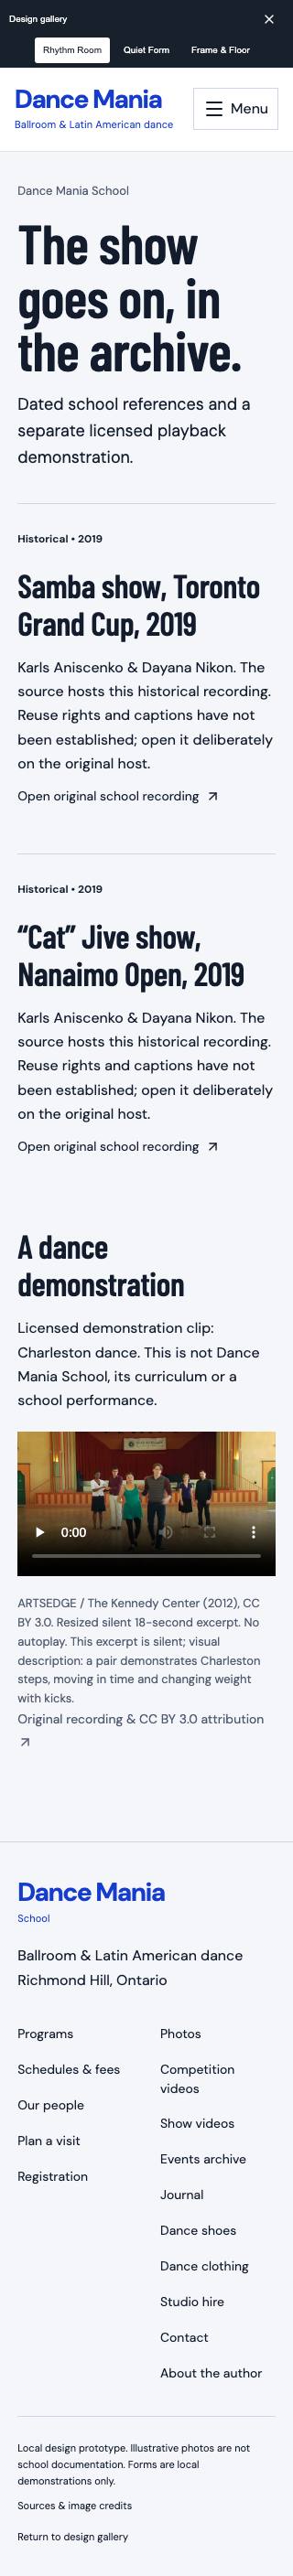 Design gallery
Rhythm Room
Quiet Form
Frame & Floor
Dance Mania
Ballroom & Latin American dance
Menu
Dance Mania School
The show
goes on, in
the archive.
Dated school references and a
separate licensed playback
demonstration.
Historical • 2019
Samba show, Toronto
Grand Cup, 2019
Karls Aniscenko & Dayana Nikon. The
source hosts this historical recording.
Reuse rights and captions have not
been established; open it deliberately
on the original host.
Open original school recording
Historical • 2019
“Cat” Jive show,
Nanaimo Open, 2019
Karls Aniscenko & Dayana Nikon. The
source hosts this historical recording.
Reuse rights and captions have not
been established; open it deliberately
on the original host.
Open original school recording
A dance
demonstration
Licensed demonstration clip:
Charleston dance. This is not Dance
Mania School, its curriculum or a
school performance.
0:00
ARTSEDGE / The Kennedy Center (2012), CC
BY 3.0. Resized silent 18-second excerpt. No
autoplay. This excerpt is silent; visual
description: a pair demonstrates Charleston
steps, moving in time and changing weight
with kicks.
Original recording & CC BY 3.0 attribution
Dance Mania
School
Ballroom & Latin American dance
Richmond Hill, Ontario
Programs
Schedules & fees
Our people
Plan a visit
Registration
Photos
Competition
videos
Show videos
Events archive
Journal
Dance shoes
Dance clothing
Studio hire
Contact
About the author
Local design prototype. Illustrative photos are not
school documentation. Forms are local
demonstrations only.
Sources & image credits
Return to design gallery